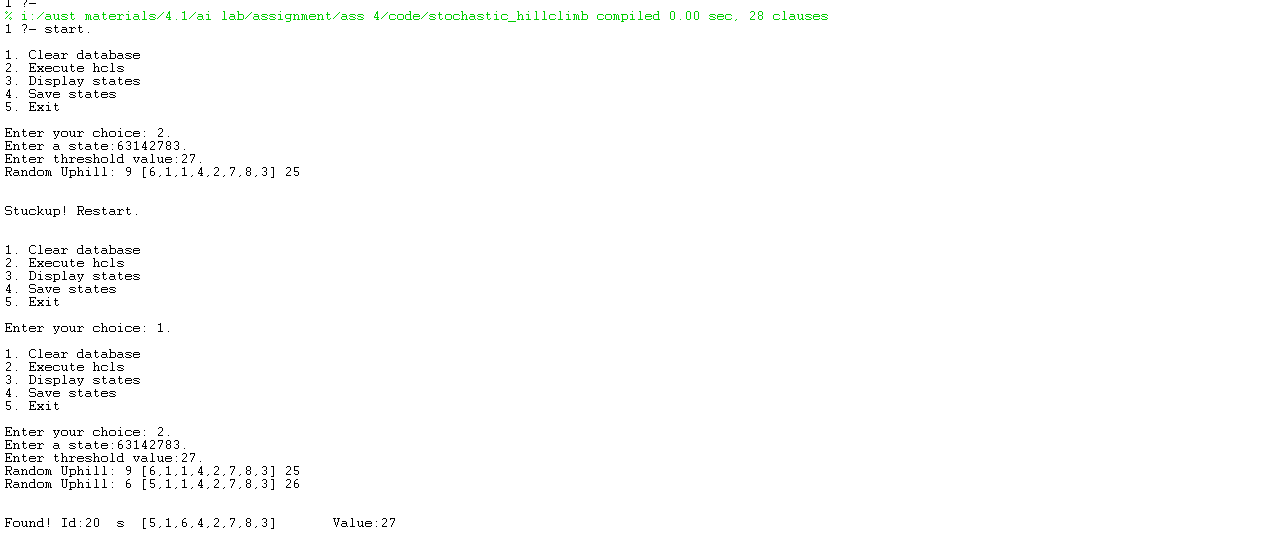 1 ?-
% i:/aust materials/4.1/ai lab/assignment/ass 4/code/stochastic_hillclimb compiled 0.00 sec, 28 clauses
1 ?- start.
1. Clear database
2. Execute hcls
3. Display states
4. Save states
5. Exit
Enter your choice: 2.
Enter a state:63142783.
Enter threshold value:27.
Random Uphill: 9 [6,1,1,4,2,7,8,3] 25
Stuckup! Restart.
1. Clear database
2. Execute hcls
3. Display states
4. Save states
5. Exit
Enter your choice: 1.
1. Clear database
2. Execute hcls
3. Display states
4. Save states
5. Exit
Enter your choice: 2.
Enter a state:63142783.
Enter threshold value:27.
Random Uphill: 9 [6,1,1,4,2,7,8,3] 25
Random Uphill: 6 [5,1,1,4,2,7,8,3] 26
Found! Id:20  s  [5,1,6,4,2,7,8,3]       Value:27